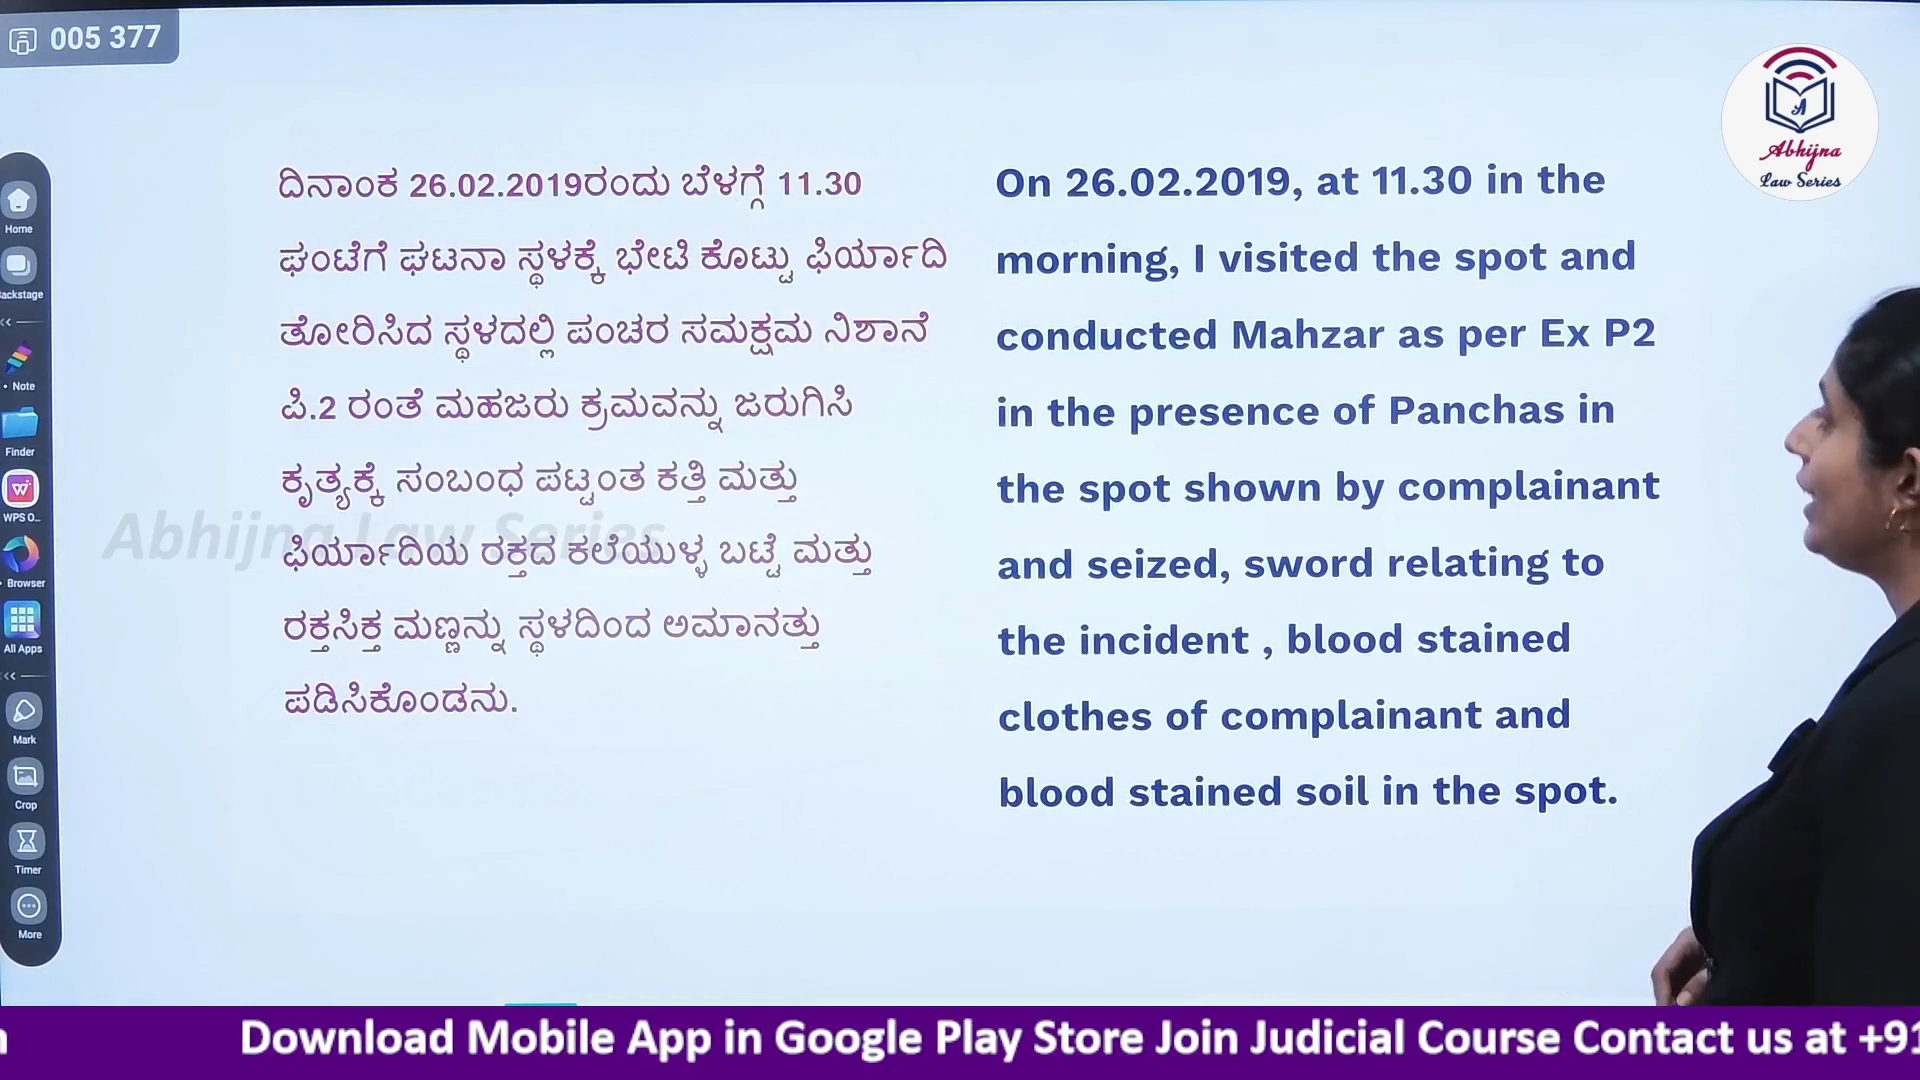 005 377
Abhijna
Law Series
Home
Backstage
Note
Finder
WPS O...
Browser
All Apps
Mark
Crop
Timer
More
ದಿನಾಂಕ 26.02.2019ರಂದು ಬೆಳಗ್ಗೆ 11.30
ಘಂಟೆಗೆ ಘಟನಾ ಸ್ಥಳಕ್ಕೆ ಭೇಟಿ ಕೊಟ್ಟು ಫಿರ್ಯಾದಿ
ತೋರಿಸಿದ ಸ್ಥಳದಲ್ಲಿ ಪಂಚರ ಸಮಕ್ಷಮ ನಿಶಾನೆ
ಪಿ.2 ರಂತೆ ಮಹಜರು ಕ್ರಮವನ್ನು ಜರುಗಿಸಿ
ಕೃತ್ಯಕ್ಕೆ ಸಂಬಂಧ ಪಟ್ಟಂತ ಕತ್ತಿ ಮತ್ತು
ಫಿರ್ಯಾದಿಯ ರಕ್ತದ ಕಲೆಯುಳ್ಳ ಬಟ್ಟೆ ಮತ್ತು
ರಕ್ತಸಿಕ್ತ ಮಣ್ಣನ್ನು ಸ್ಥಳದಿಂದ ಅಮಾನತ್ತು
ಪಡಿಸಿಕೊಂಡನು.
Abhijna Law Series
On 26.02.2019, at 11.30 in the
morning, I visited the spot and
conducted Mahzar as per Ex P2
in the presence of Panchas in
the spot shown by complainant
and seized, sword relating to
the incident , blood stained
clothes of complainant and
blood stained soil in the spot.
Download Mobile App in Google Play Store Join Judicial Course Contact us at +91